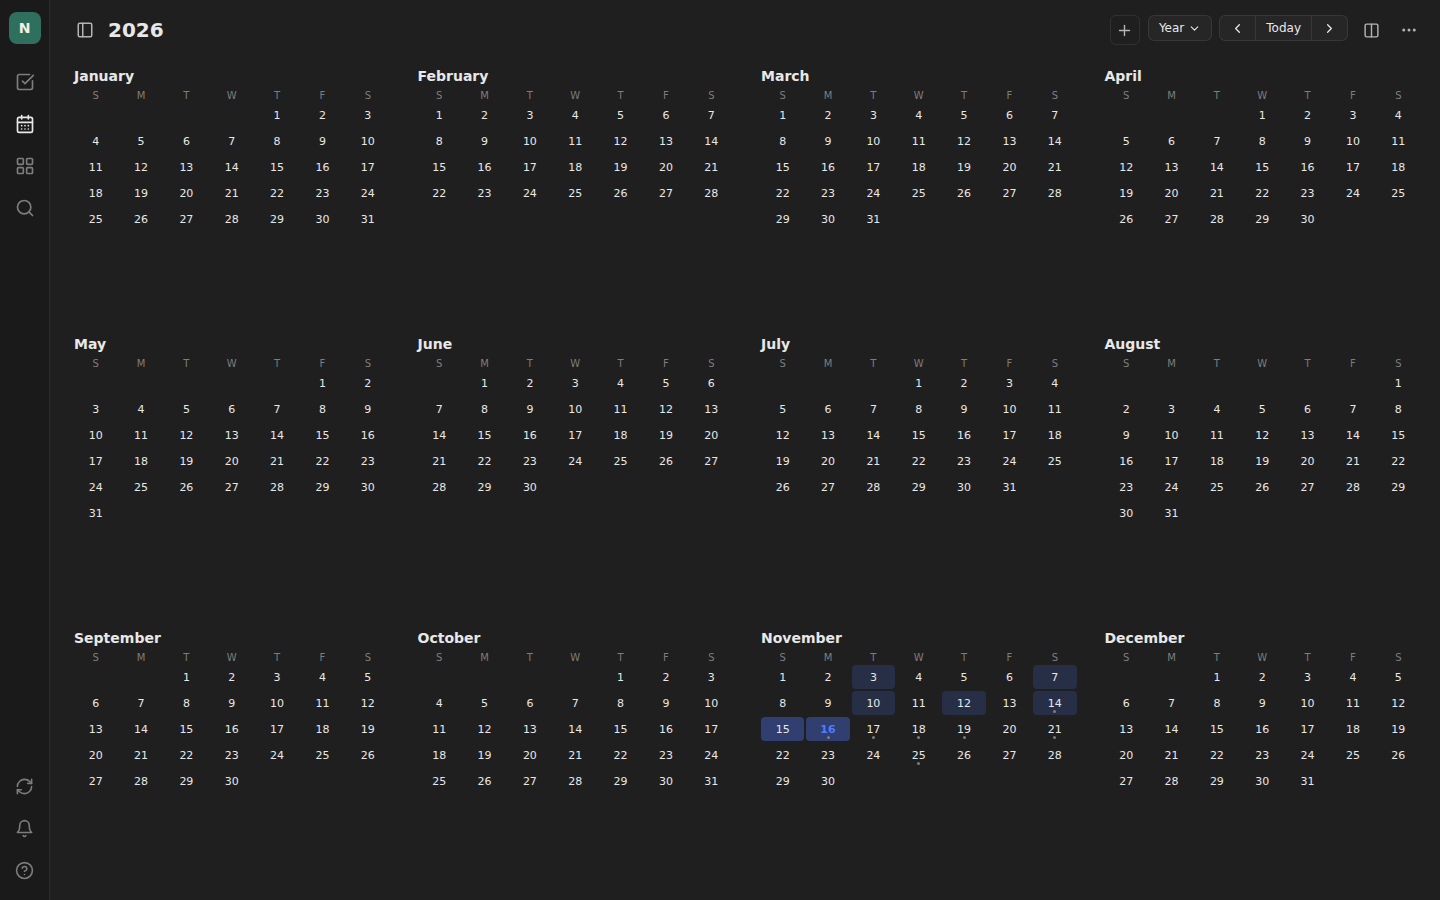 N
2026
Year
Today
January February March April
S M T W T F S S M T W T F S S M T W T F S S M T W T F S
1 2 3 1 2 3 4 5 6 7 1 2 3 4 5 6 7 1 2 3 4
4 5 6 7 8 9 10 8 9 10 11 12 13 14 8 9 10 11 12 13 14 5 6 7 8 9 10 11
11 12 13 14 15 16 17 15 16 17 18 19 20 21 15 16 17 18 19 20 21 12 13 14 15 16 17 18
18 19 20 21 22 23 24 22 23 24 25 26 27 28 22 23 24 25 26 27 28 19 20 21 22 23 24 25
25 26 27 28 29 30 31 29 30 31 26 27 28 29 30
May June July August
S M T W T F S S M T W T F S S M T W T F S S M T W T F S
1 2 1 2 3 4 5 6 1 2 3 4 1
3 4 5 6 7 8 9 7 8 9 10 11 12 13 5 6 7 8 9 10 11 2 3 4 5 6 7 8
10 11 12 13 14 15 16 14 15 16 17 18 19 20 12 13 14 15 16 17 18 9 10 11 12 13 14 15
17 18 19 20 21 22 23 21 22 23 24 25 26 27 19 20 21 22 23 24 25 16 17 18 19 20 21 22
24 25 26 27 28 29 30 28 29 30 26 27 28 29 30 31 23 24 25 26 27 28 29
31 30 31
September October November December
S M T W T F S S M T W T F S S M T W T F S S M T W T F S
1 2 3 4 5 1 2 3 1 2 3 4 5 6 7 1 2 3 4 5
6 7 8 9 10 11 12 4 5 6 7 8 9 10 8 9 10 11 12 13 14 6 7 8 9 10 11 12
13 14 15 16 17 18 19 11 12 13 14 15 16 17 15 16 17 18 19 20 21 13 14 15 16 17 18 19
20 21 22 23 24 25 26 18 19 20 21 22 23 24 22 23 24 25 26 27 28 20 21 22 23 24 25 26
27 28 29 30 25 26 27 28 29 30 31 29 30 27 28 29 30 31